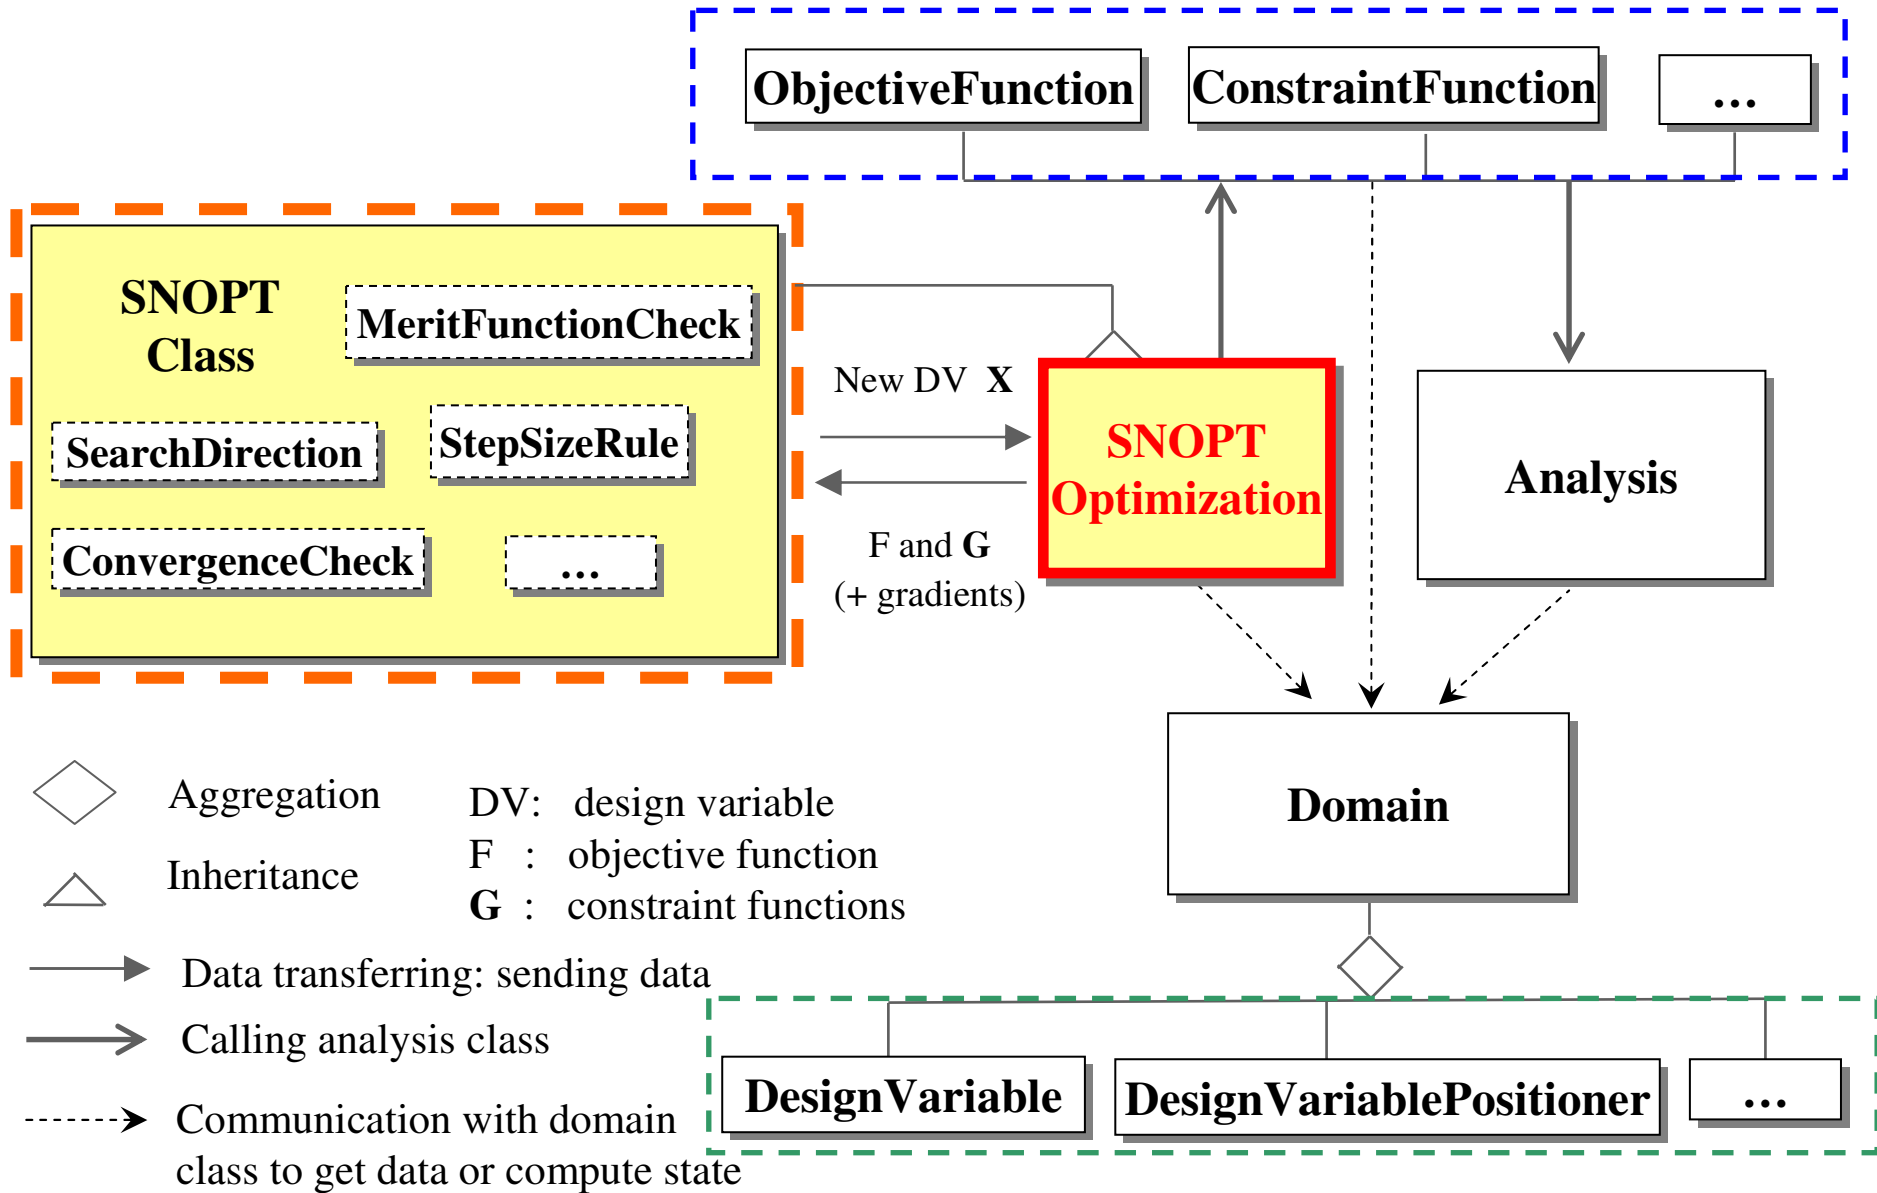 ObjectiveFunction
ConstraintFunction
...
SNOPT
Class
MeritFunctionCheck
SearchDirection
StepSizeRule
ConvergenceCheck
...
New DV X
F and G
(+ gradients)
SNOPT
Optimization
Analysis
Domain
Aggregation
Inheritance
DV: design variable
F : objective function
G : constraint functions
Data transferring: sending data
Calling analysis class
Communication with domain
class to get data or compute state
DesignVariable
DesignVariablePositioner
...